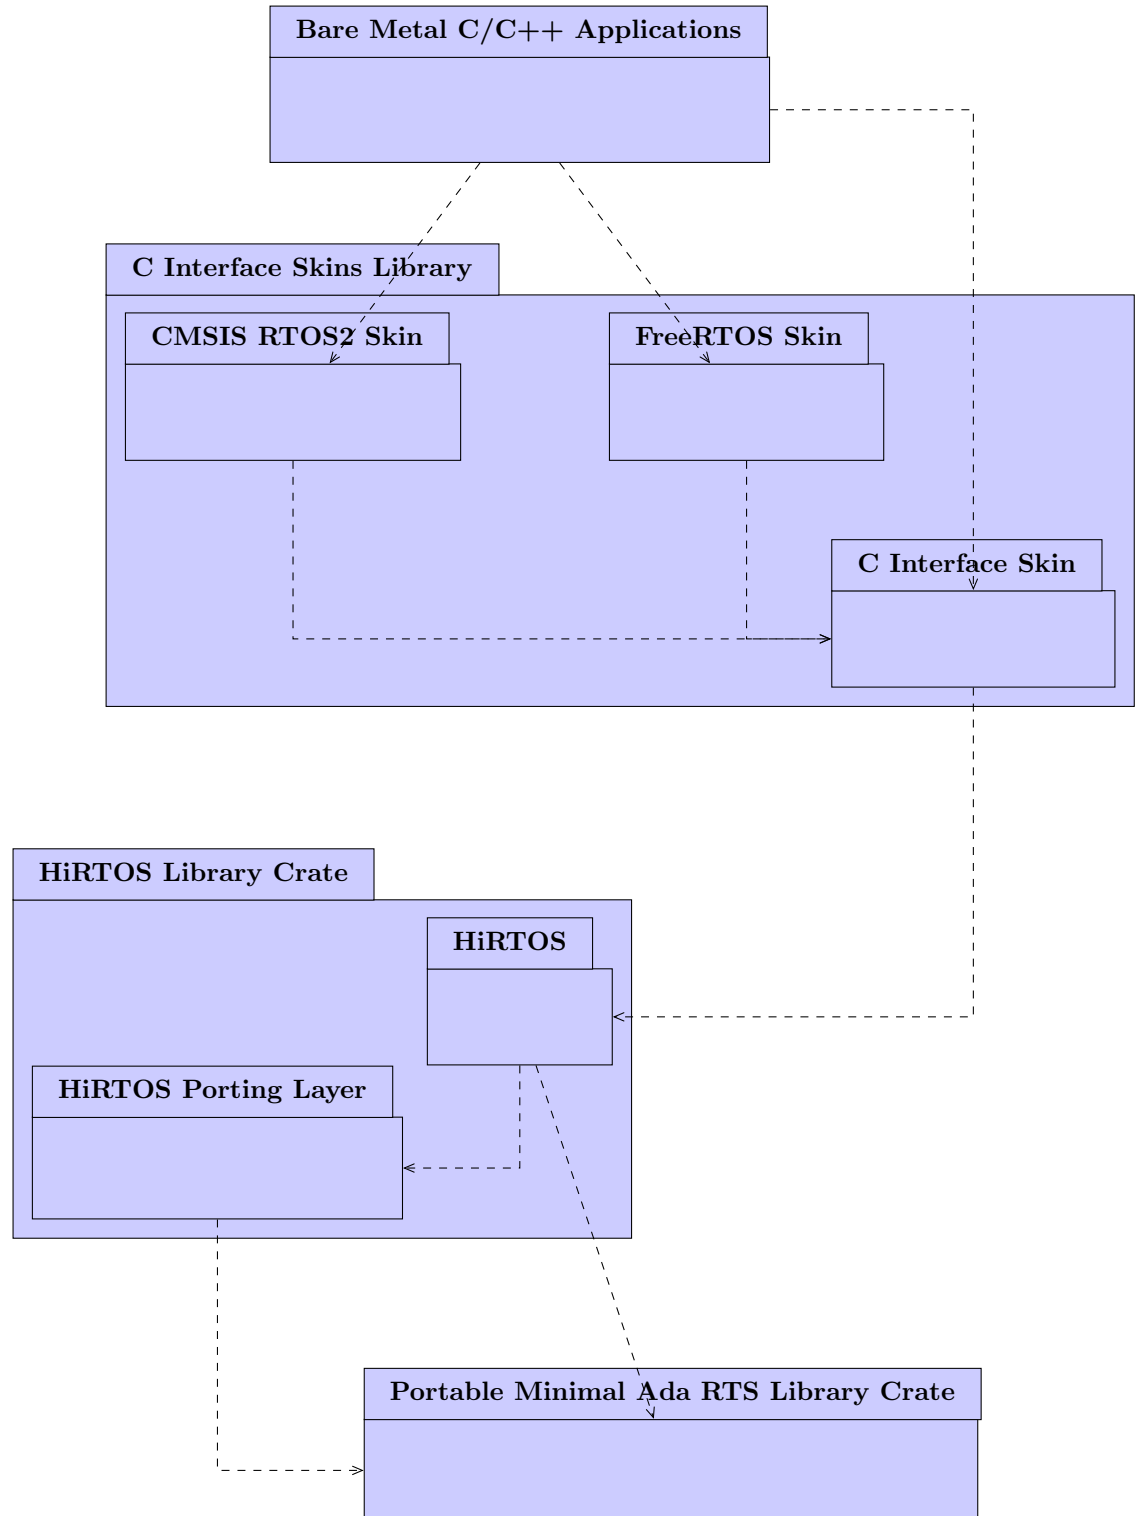 Bare Metal C/C++ Applications
C Interface Skins Library
CMSIS RTOS2 Skin
FreeRTOS Skin
C Interface Skin
HiRTOS Library Crate
HiRTOS
HiRTOS Porting Layer
Portable Minimal Ada RTS Library Crate